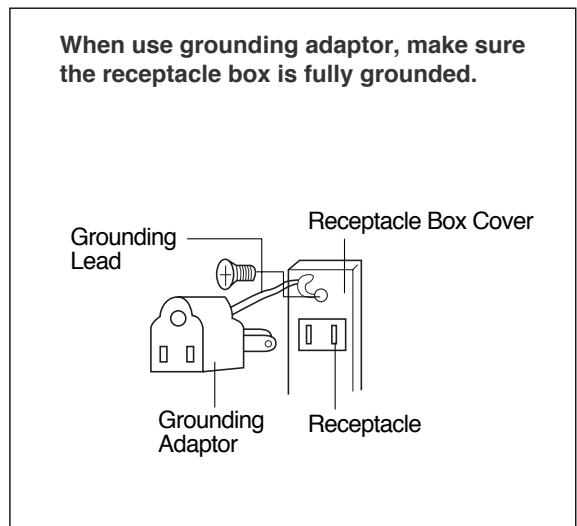 When use grounding adaptor, make sure
the receptacle box is fully grounded.
Receptacle Box Cover
Grounding
Lead
Grounding
Adaptor
Receptacle